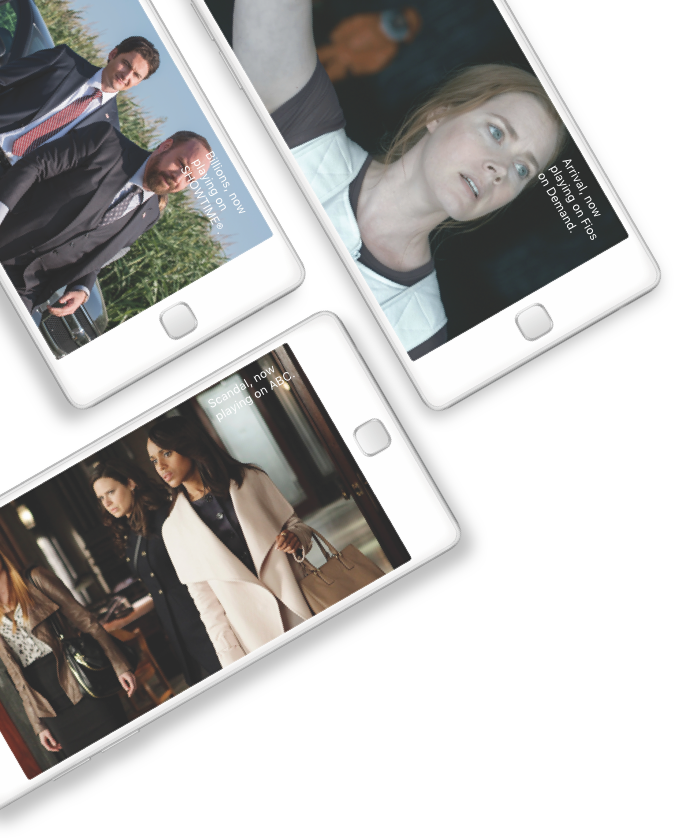 Billions, now
playing on
SHOWTIME®.
Arrival, now
playing on Fios
on Demand.
Scandal, now
playing on ABC.